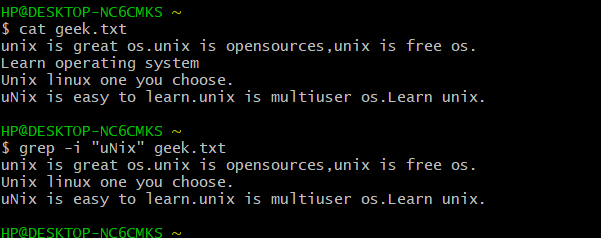 HP@DESKTOP-NC6CMKS ~
$ cat geek.txt
unix is great os.unix is opensources,unix is free os.
Learn operating system
Unix linux one you choose.
uNix is easy to learn.unix is multiuser os.Learn unix.
HP@DESKTOP-NC6CMKS ~
$ grep -i "uNix" geek.txt
unix is great os.unix is opensources,unix is free os.
Unix linux one you choose.
uNix is easy to learn.unix is multiuser os.Learn unix.
HP@DESKTOP-NC6CMKS ~